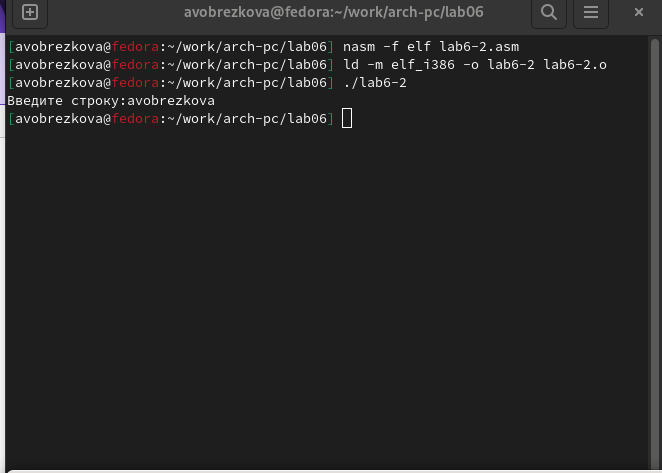 avobrezkova@fedora:~/work/arch-pc/lab06
[avobrezkova@fedora:~/work/arch-pc/lab06] nasm -f elf lab6-2.asm
[avobrezkova@fedora:~/work/arch-pc/lab06] ld -m elf_i386 -o lab6-2 lab6-2.o
[avobrezkova@fedora:~/work/arch-pc/lab06] ./lab6-2
Введите строку:avobrezkova
[avobrezkova@fedora:~/work/arch-pc/lab06]